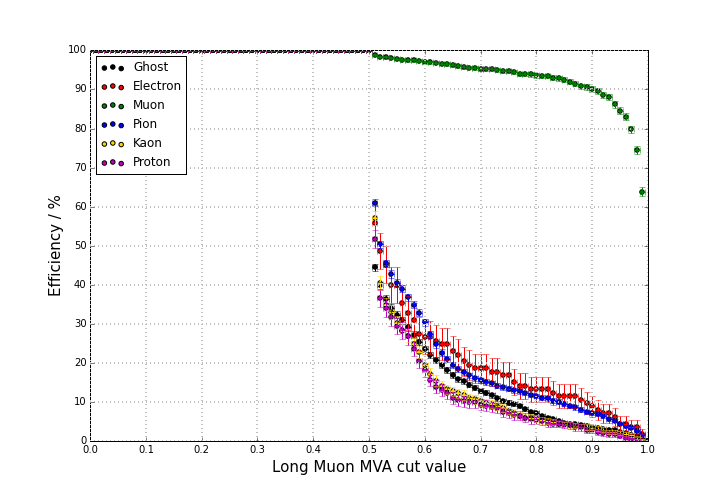 100
90
80
70
60
50
40
30
20
10
0
Efficiency / %
Ghost
Electron
Muon
Pion
Kaon
Proton
0.0 0.1 0.2 0.3 0.4 0.5 0.6 0.7 0.8 0.9 1.0
Long Muon MVA cut value